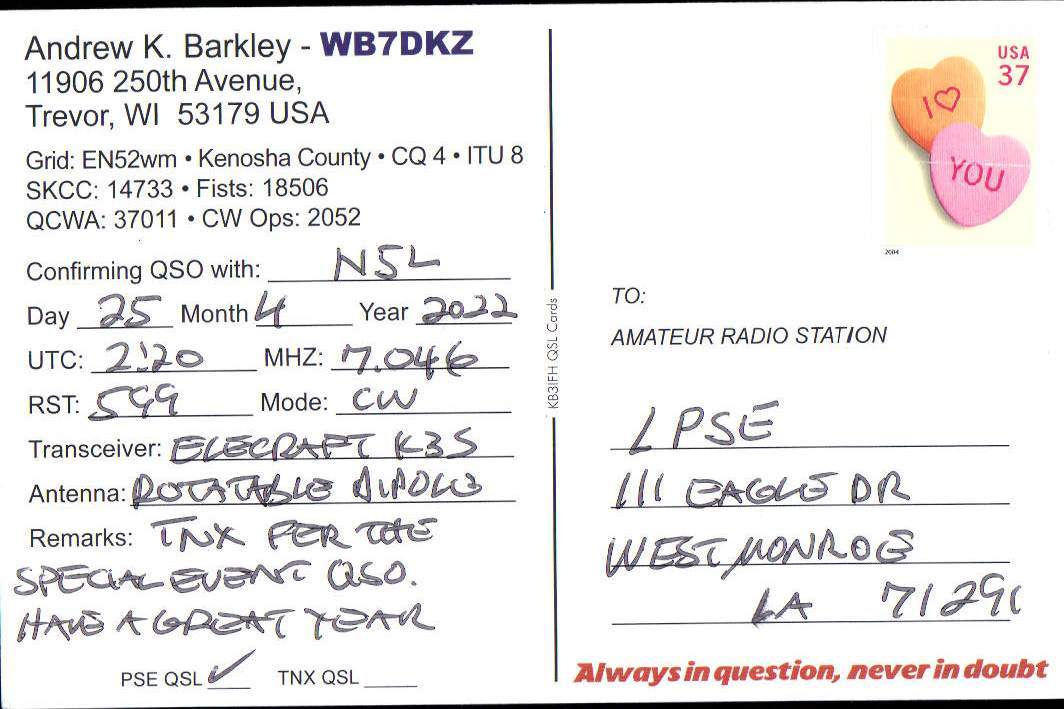 Andrew K. Barkley - WB7DKZ
11906 250th Avenue,
Trevor, WI 53179 USA
Grid: EN52wm • Kenosha County • CQ 4 • ITU 8
SKCC: 14733 • Fists: 18506
QCWA: 37011 • CW Ops: 2052
Confirming QSO with: N5L
Day 25 Month 4 Year 2022
UTC: 2120 MHZ: 7.046
RST: 599 Mode: CW
Transceiver: ELECRAFT K3S
Antenna: ROTATABLE DIPOLE
Remarks: TNX FER THE
SPECIAL EVENT QSO.
HAVE A GREAT YEAR
PSE QSL ✓ TNX QSL
KB3IFH QSL Cards
USA
37
I ♡
YOU
2004
TO:
AMATEUR RADIO STATION
LPSE
111 EAGLE DR
WEST MONROE
LA 71291
Always in question, never in doubt